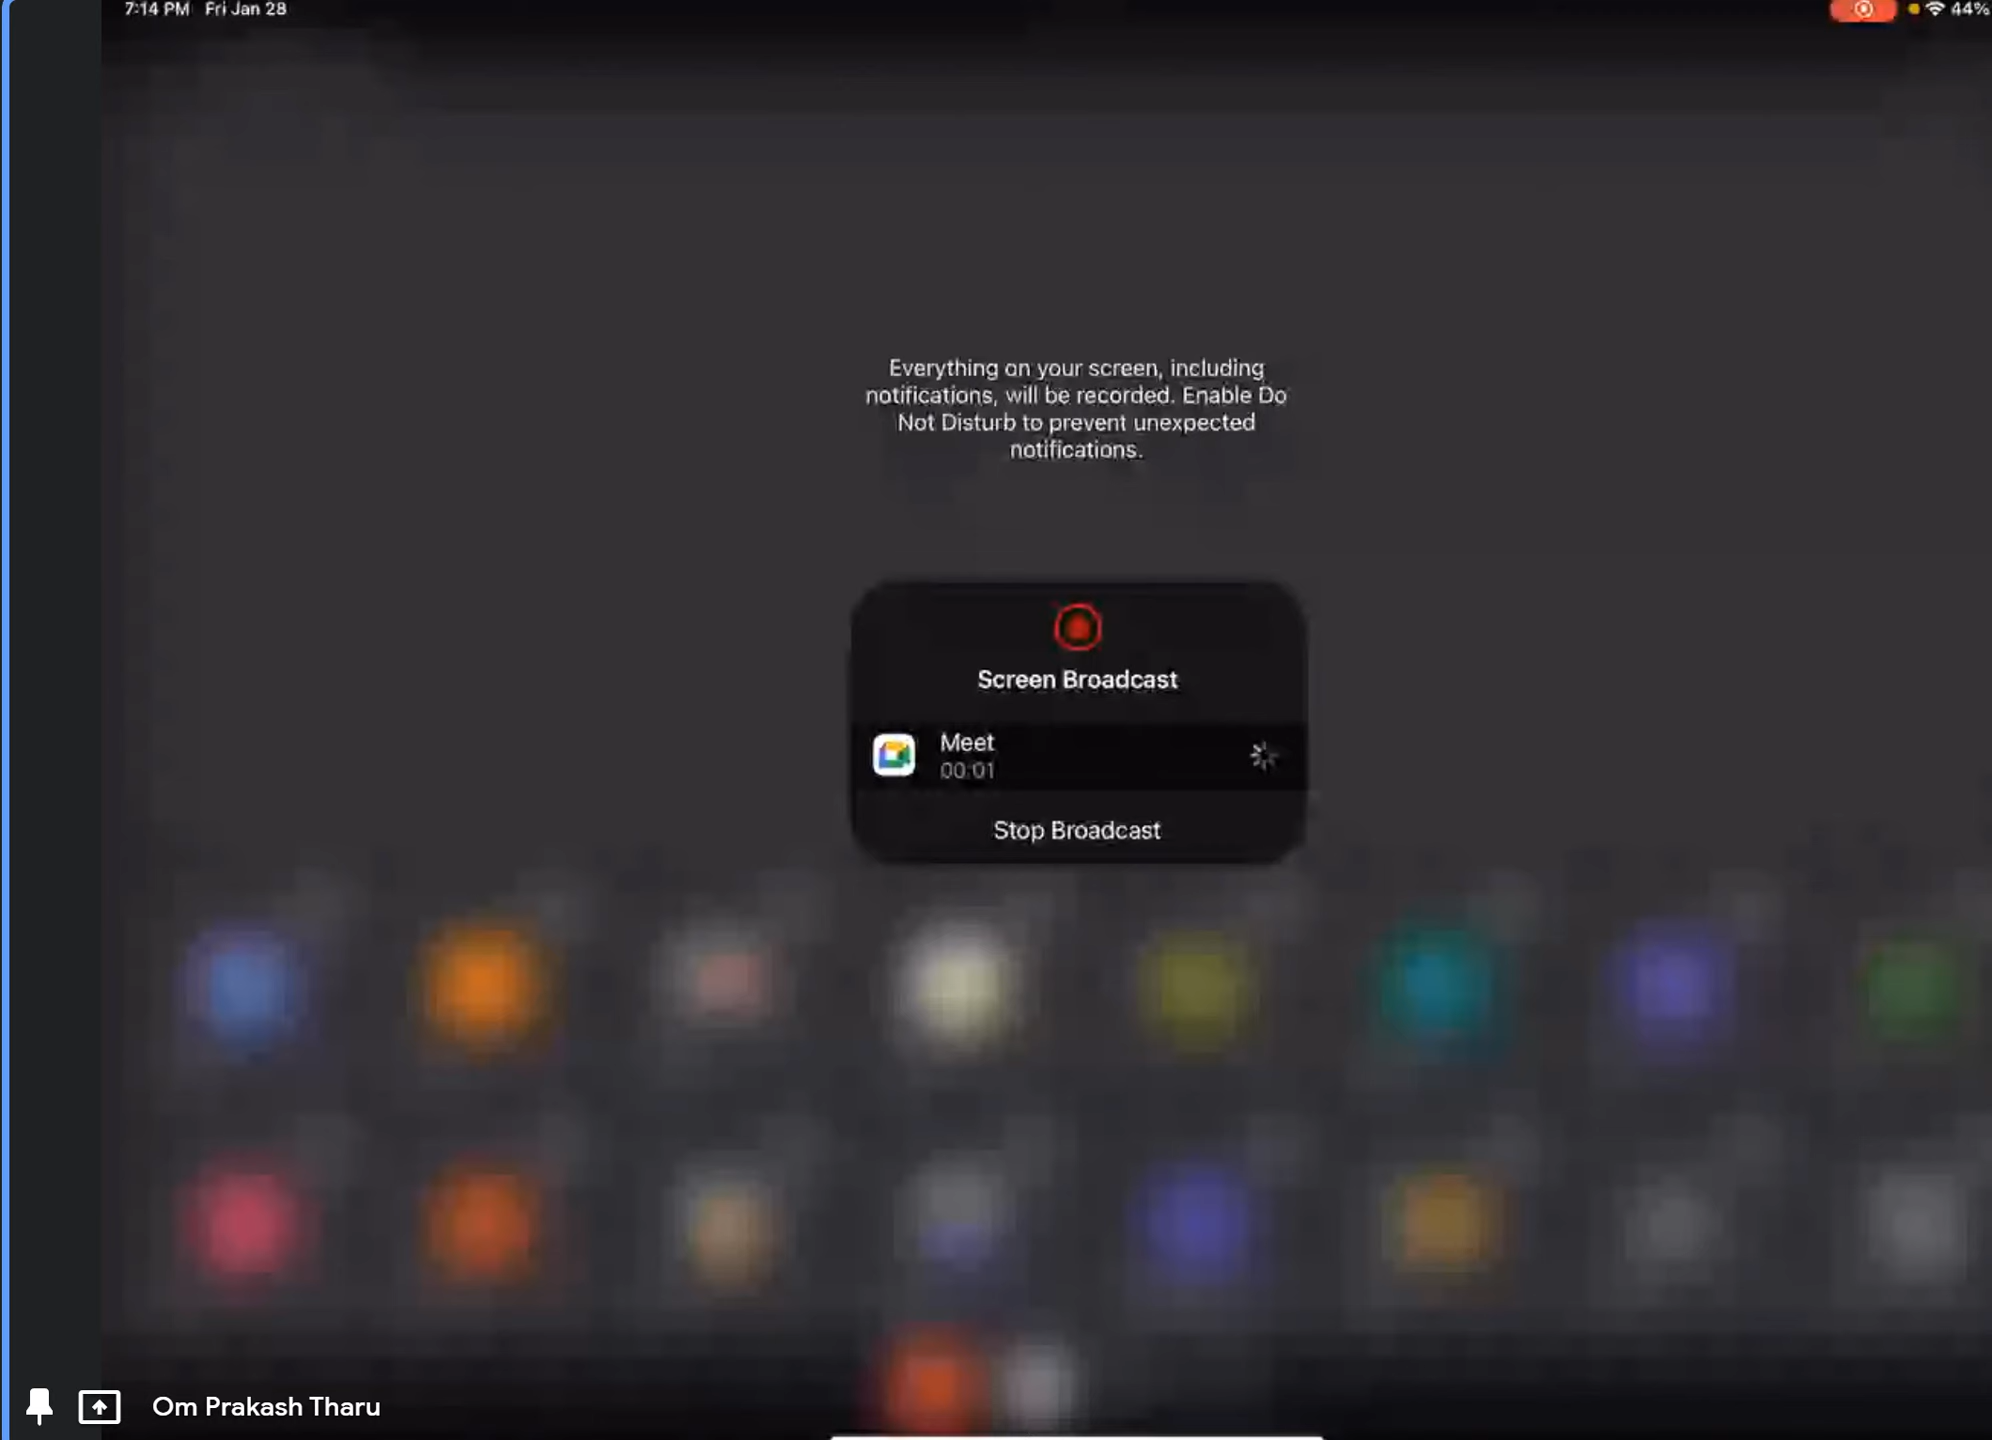 7:14 PM Fri Jan 28
44%
Everything on your screen, including
notifications, will be recorded. Enable Do
Not Disturb to prevent unexpected
notifications.
Screen Broadcast
Meet
00:01
Stop Broadcast
Om Prakash Tharu